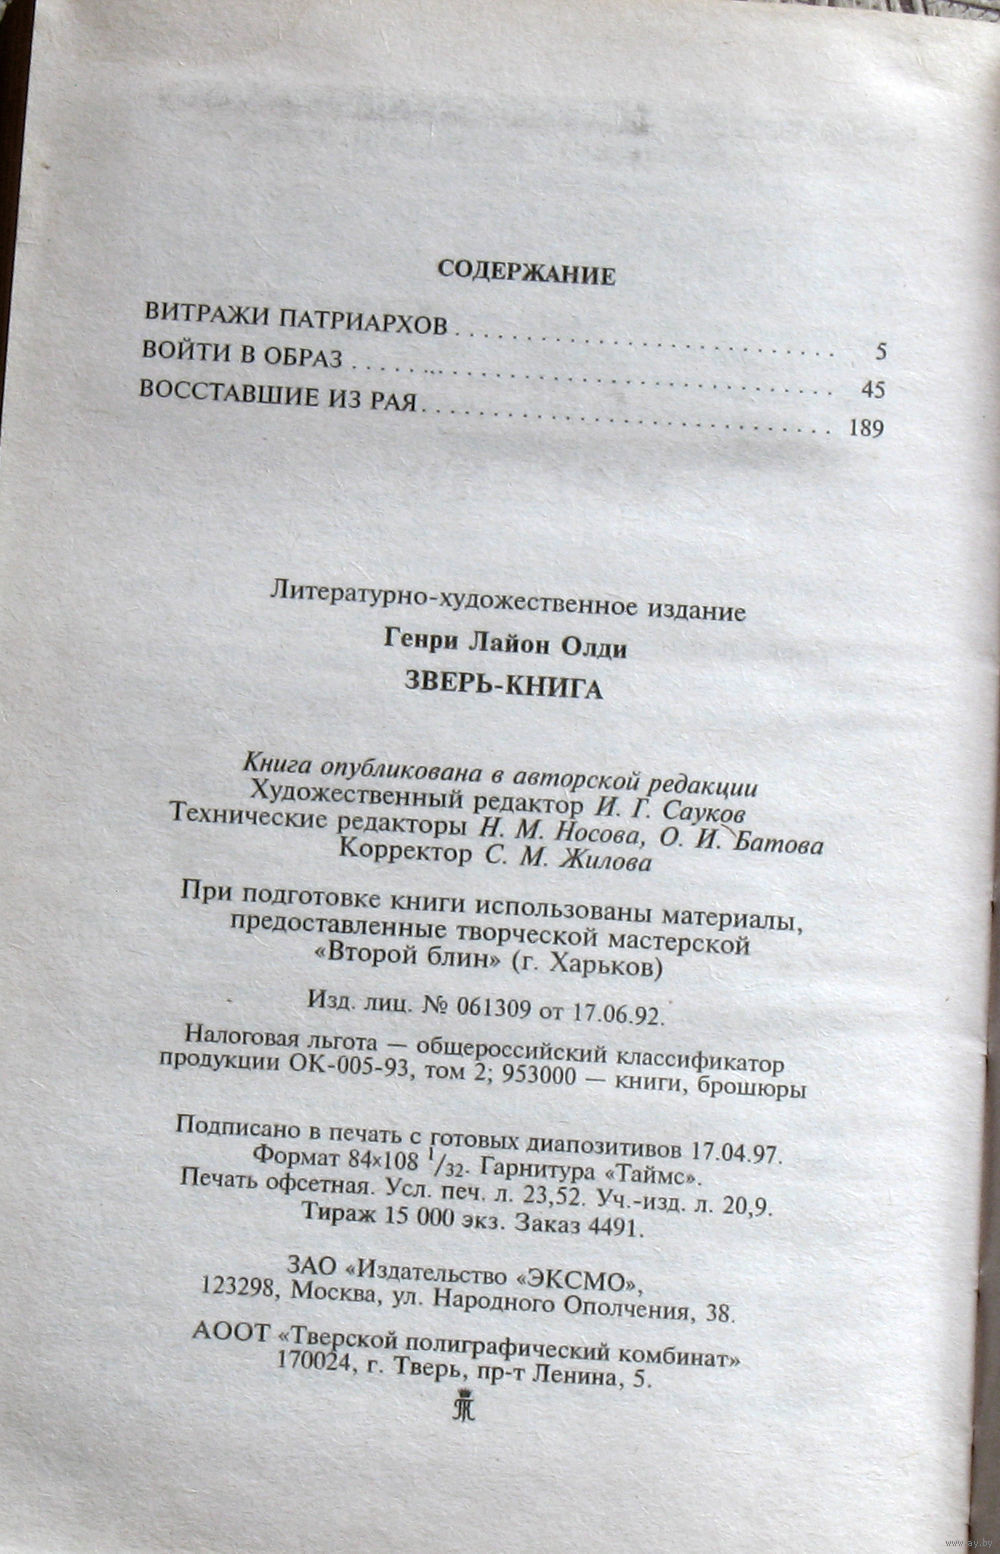 СОДЕРЖАНИЕ
ВИТРАЖИ ПАТРИАРХОВ . . . . . . . . . . . . . . . . . . . . . . . . . . . 5
ВОЙТИ В ОБРАЗ . . . . . . . . . . . . . . . . . . . . . . . . . . . . . . . . . 45
ВОССТАВШИЕ ИЗ РАЯ. . . . . . . . . . . . . . . . . . . . . . . . . . . . . 189
Литературно-художественное издание
Генри Лайон Олди
ЗВЕРЬ-КНИГА
Книга опубликована в авторской редакции
Художественный редактор И. Г. Сауков
Технические редакторы Н. М. Носова, О. И. Батова
Корректор С. М. Жилова
При подготовке книги использованы материалы,
предоставленные творческой мастерской
«Второй блин» (г. Харьков)
Изд. лиц. № 061309 от 17.06.92.
Налоговая льгота — общероссийский классификатор
продукции ОК-005-93, том 2; 953000 — книги, брошюры
Подписано в печать с готовых диапозитивов 17.04.97.
Формат 84×108 1/32. Гарнитура «Таймс».
Печать офсетная. Усл. печ. л. 23,52. Уч.-изд. л. 20,9.
Тираж 15 000 экз. Заказ 4491.
ЗАО «Издательство «ЭКСМО»,
123298, Москва, ул. Народного Ополчения, 38.
АООТ «Тверской полиграфический комбинат»
170024, г. Тверь, пр-т Ленина, 5.
www.ay.by